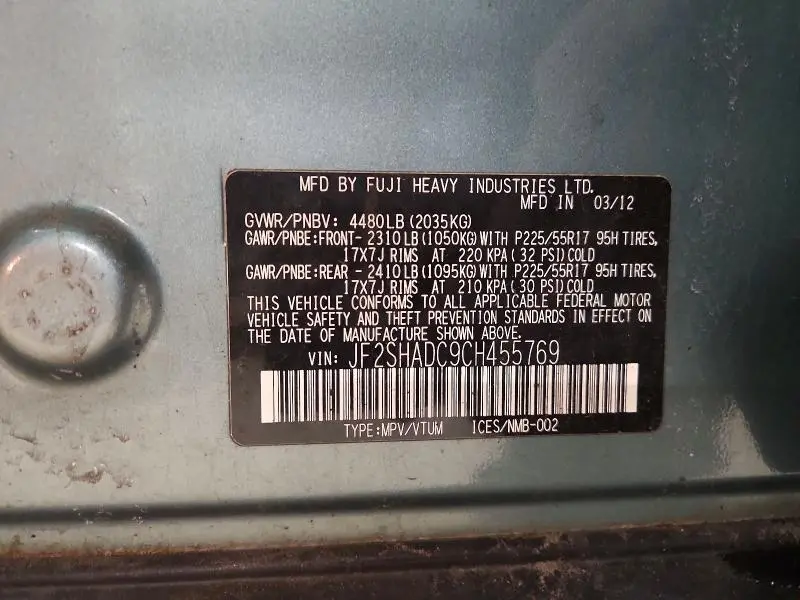 MFD BY FUJI HEAVY INDUSTRIES LTD.
MFD IN 03/12
GVWR/PNBV: 4480LB(2035KG)
GAWR/PNBE:FRONT-2310LB(1050KG)WITH P225/55R17 95H TIRES,
17X7J RIMS AT 220 KPA( 32 PSI)COLD
GAWR/PNBE:REAR -2410LB(1095KG)WITH P225/55R17 95H TIRES,
17X7J RIMS AT 210 KPA( 30 PSI)COLD
THIS VEHICLE CONFORMS TO ALL APPLICABLE FEDERAL MOTOR
VEHICLE SAFETY AND THEFT PREVENTION STANDARDS IN EFFECT ON
THE DATE OF MANUFACTURE SHOWN ABOVE.
VIN: JF2SHADC9CH455769
TYPE:MPV/VTUM ICES/NMB-002